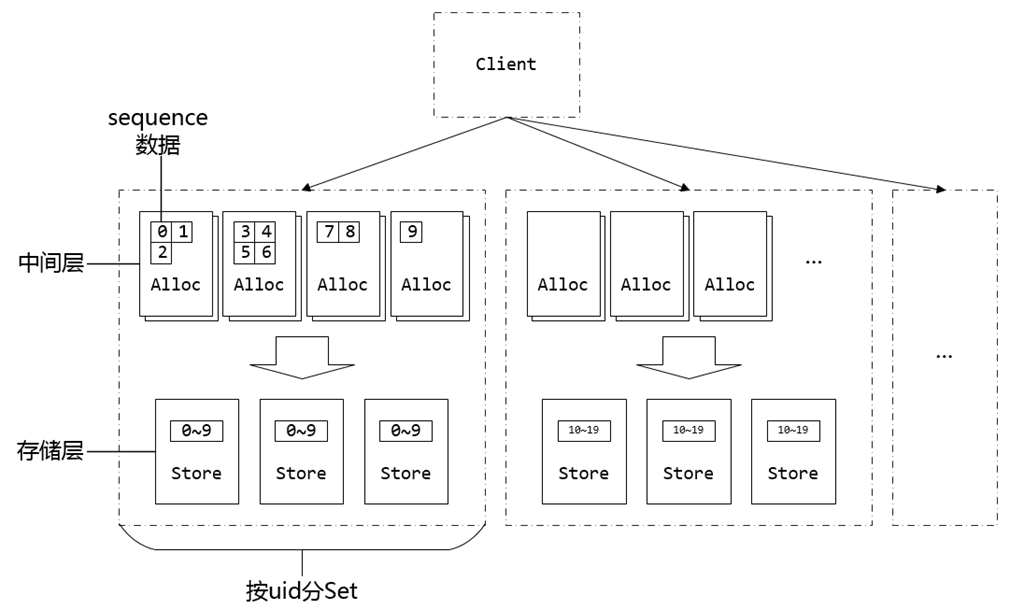 Client
sequence
数据
0 1
2
3 4
5 6
7 8
9
中间层
Alloc Alloc Alloc Alloc
Alloc Alloc Alloc
...
...
0~9 0~9 0~9
10~19 10~19 10~19
存储层
Store Store Store
Store Store Store
按uid分Set